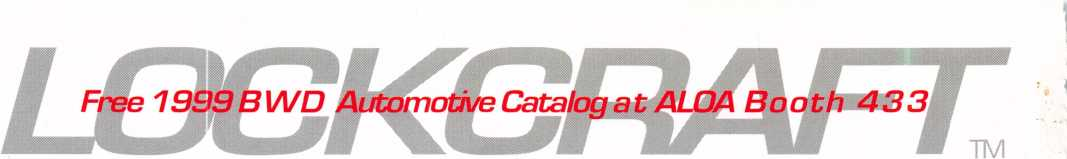 LOCKCRAFT TM
Free 1999 BWD Automotive Catalog at ALOA Booth 433